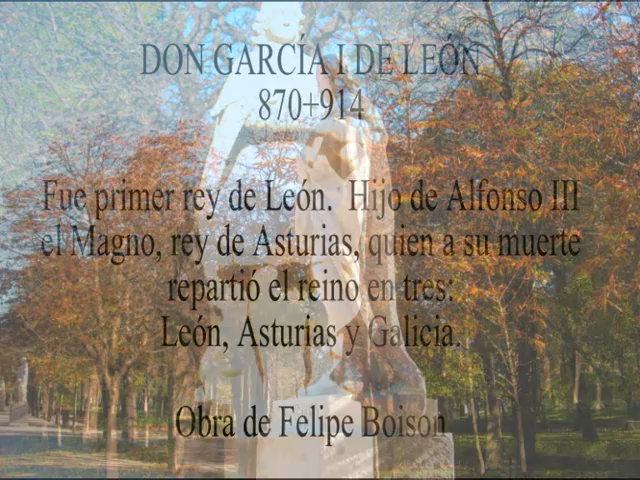 DON GARCÍA I DE LEÓN
870+914
Fue primer rey de León. Hijo de Alfonso III
el Magno, rey de Asturias, quien a su muerte
repartió el reino en tres:
León, Asturias y Galicia.
Obra de Felipe Boison